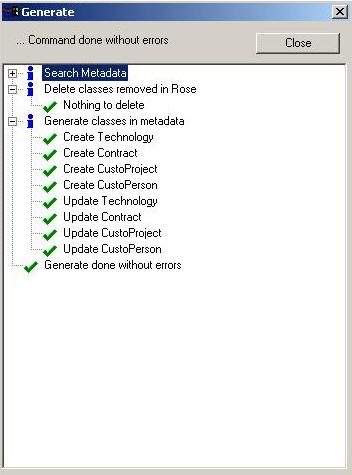 Generate
... Command done without errors
Close
Search Metadata
Delete classes removed in Rose
Nothing to delete
Generate classes in metadata
Create Technology
Create Contract
Create CustoProject
Create CustoPerson
Update Technology
Update Contract
Update CustoProject
Update CustoPerson
Generate done without errors